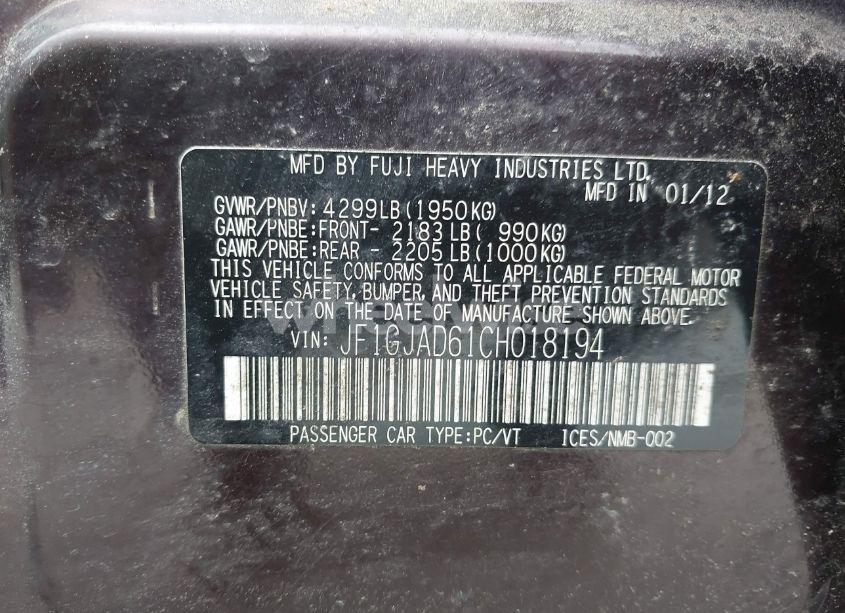 MFD BY FUJI HEAVY INDUSTRIES LTD.
MFD IN 01/12
GVWR/PNBV: 4299LB(1950KG)
GAWR/PNBE:FRONT- 2183LB( 990KG)
GAWR/PNBE:REAR - 2205LB(1000KG)
THIS VEHICLE CONFORMS TO ALL APPLICABLE FEDERAL MOTOR
VEHICLE SAFETY, BUMPER, AND THEFT PREVENTION STANDARDS
IN EFFECT ON THE DATE OF MANUFACTURE SHOWN ABOVE.
VIN: JF1GJAD61CH018194
PASSENGER CAR TYPE:PC/VT ICES/NMB-002